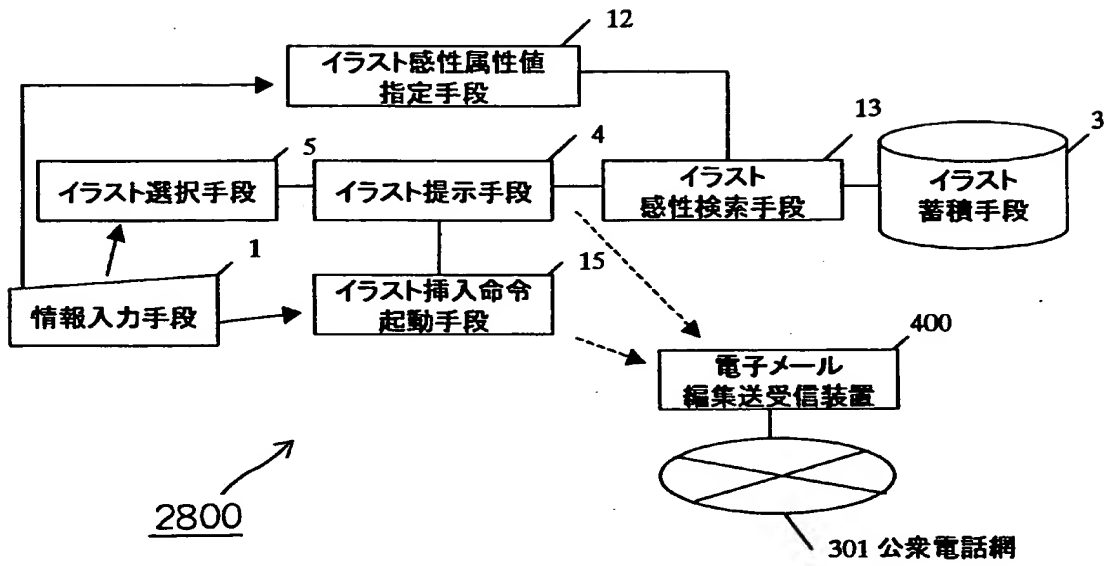 12
イラスト感性属性値
指定手段
13
3
5
4
イラスト選択手段
イラスト提示手段
イラスト
感性検索手段
イラスト
蓄積手段
1
15
情報入力手段
イラスト挿入命令
起動手段
400
電子メール
編集送受信装置
2800
301 公衆電話網